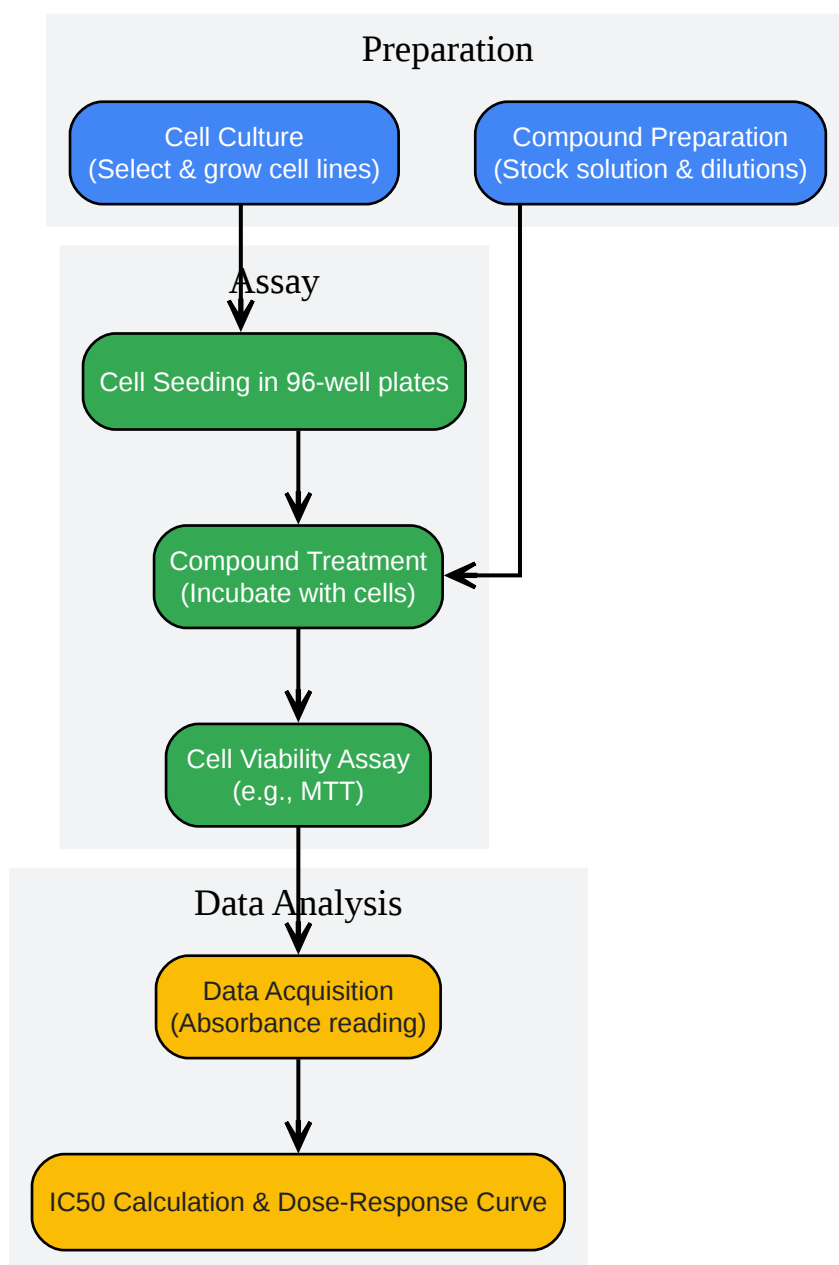 Preparation
Cell Culture
(Select & grow cell lines)
Compound Preparation
(Stock solution & dilutions)
Assay
Cell Seeding in 96-well plates
Compound Treatment
(Incubate with cells)
Cell Viability Assay
(e.g., MTT)
Data Analysis
Data Acquisition
(Absorbance reading)
IC50 Calculation & Dose-Response Curve